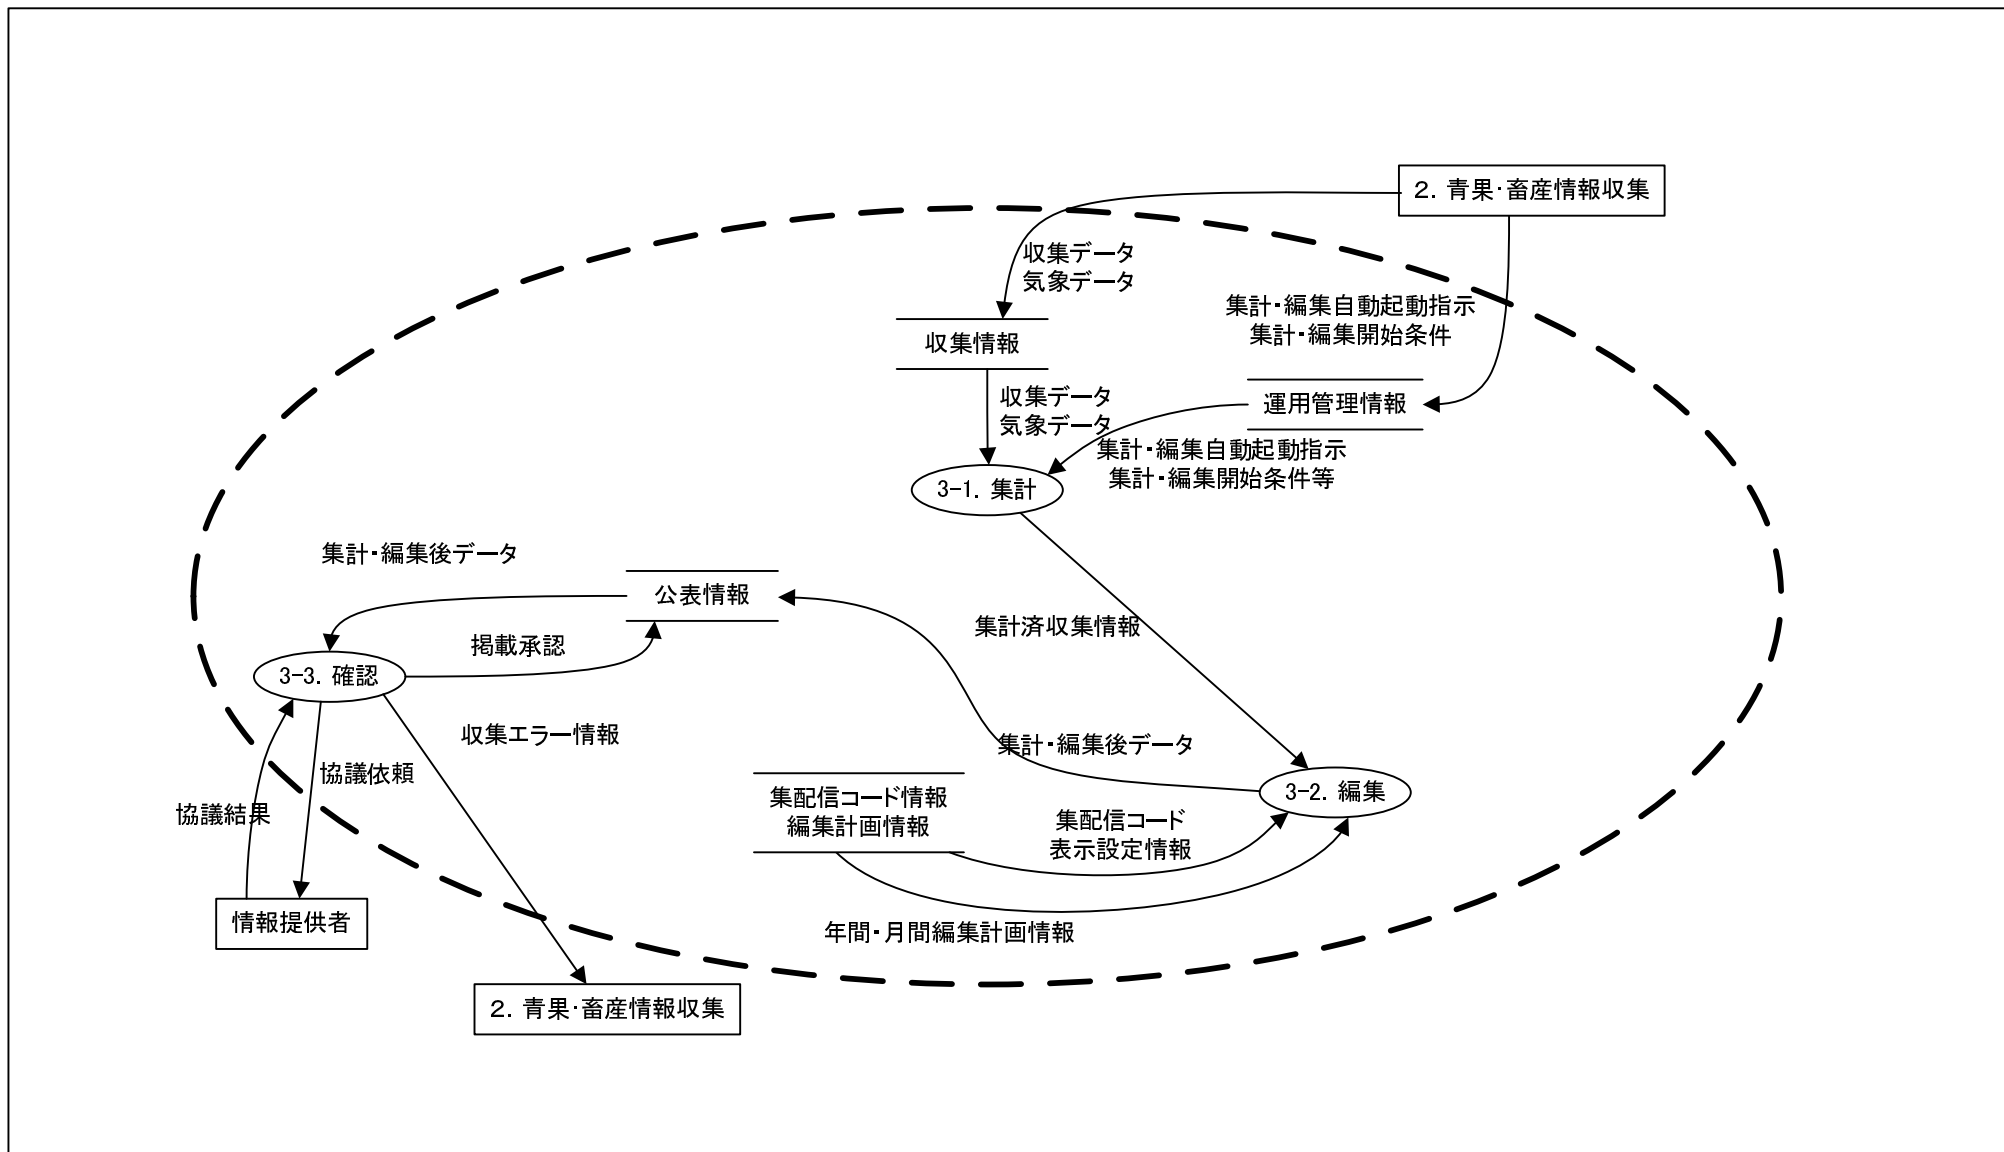 2．青果・畜産情報収集
収集データ
気象データ
集計・編集自動起動指示
集計・編集開始条件
収集情報
収集データ
気象データ
運用管理情報
集計・編集自動起動指示
集計・編集開始条件等
3-1．集計
集計・編集後データ
公表情報
集計済収集情報
掲載承認
3-3．確認
収集エラー情報
集計・編集後データ
協議依頼
協議結果
集配信コード情報
編集計画情報
3-2．編集
集配信コード
表示設定情報
情報提供者
年間・月間編集計画情報
2．青果・畜産情報収集